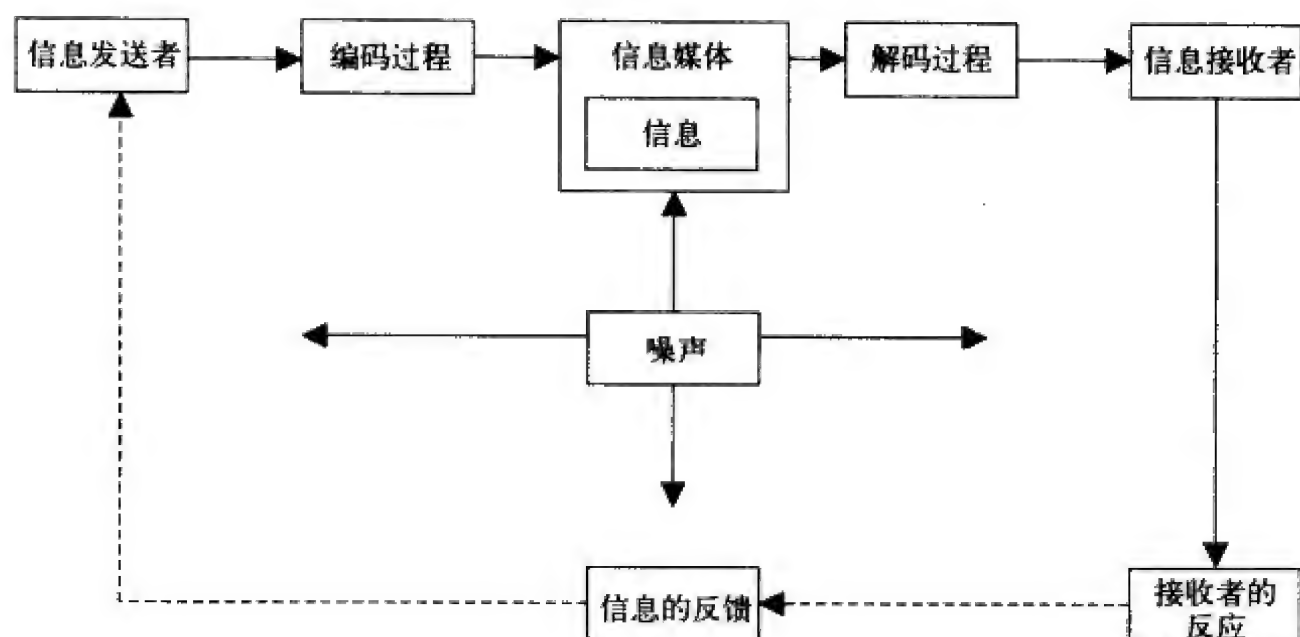 信息发送者
编码过程
信息媒体
信息
解码过程
信息接收者
噪声
信息的反馈
接收者的
反应